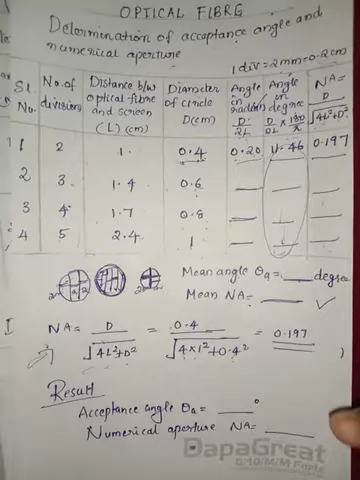 OPTICAL FIBRE
Determination of acceptance angle and
numerical aperture
1 div = 2mm = 0.2cm
Sl. No. | No. of divisions | Distance b/w optical fibre and screen (L) (cm) | Diameter of circle D(cm) | Angle in radian D/2L | Angle in degree D/2L × 180/π | NA = D/√4L²+D²
1 | 2 | 1. | 0.4 | 0.20 | 11.46 | 0.197
2 | 3 | 1.4 | 0.6 | — | —
3 | 4 | 1.7 | 0.8 | — | —
4 | 5 | 2.4 | 1 | — | —
Mean angle θa = ___ degree
Mean NA = ___ ✓
NA = D/√4L²+D² = 0.4/√4×1²+0.4² = 0.197
Result
Acceptance angle θa = ___°
Numerical aperture NA = ___
DapaGreat